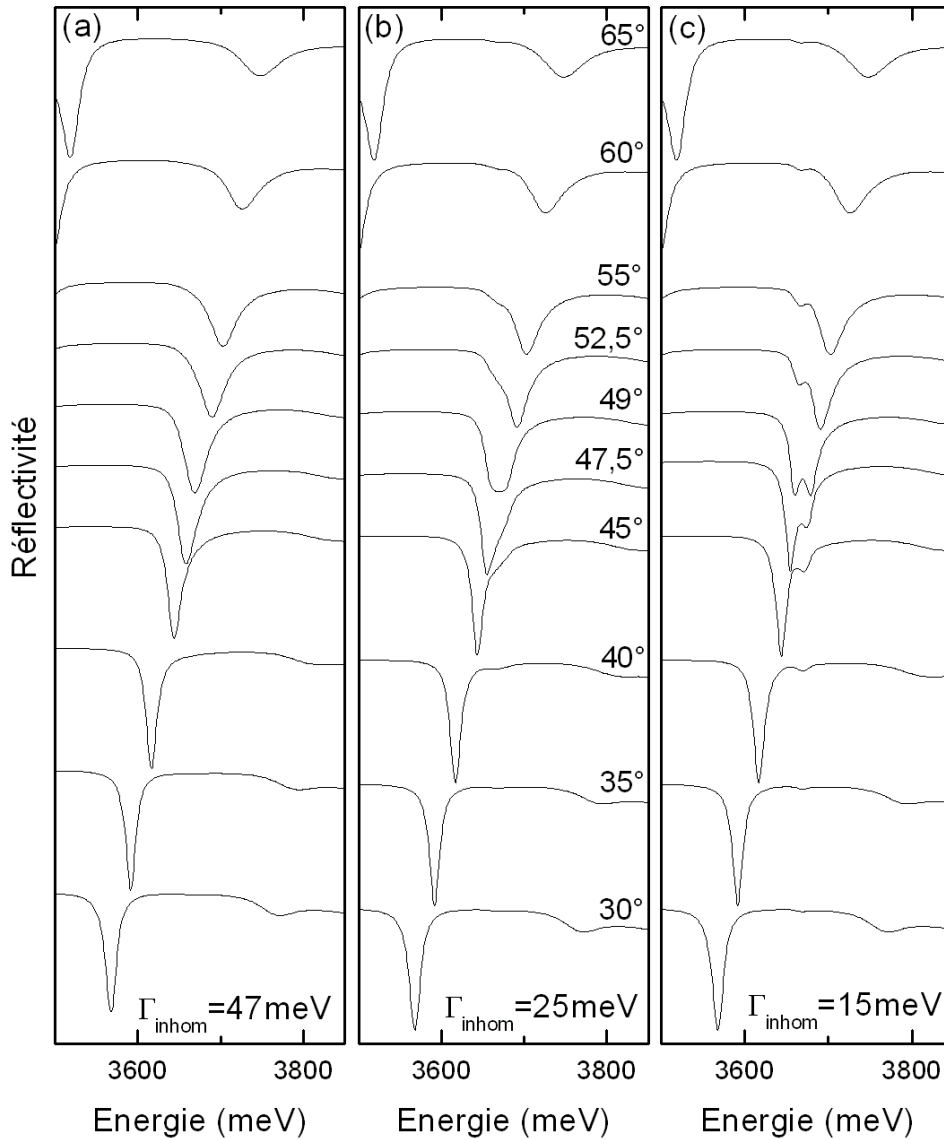 Réflectivité
(a)
Γinhom=47meV
3600
3800
Energie (meV)
(b)
65°
60°
55°
52,5°
49°
47,5°
45°
40°
35°
30°
Γinhom=25meV
3600
3800
Energie (meV)
(c)
Γinhom=15meV
3600
3800
Energie (meV)